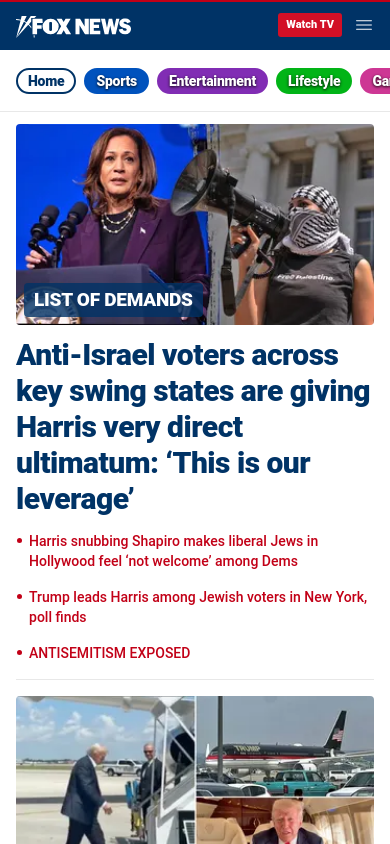 FOX NEWS
Watch TV
Home
Sports
Entertainment
Lifestyle
Ga
Free Palestine.
LIST OF DEMANDS
Anti-Israel voters across
key swing states are giving
Harris very direct
ultimatum: ‘This is our
leverage’
• Harris snubbing Shapiro makes liberal Jews in
Hollywood feel ‘not welcome’ among Dems
• Trump leads Harris among Jewish voters in New York,
poll finds
• ANTISEMITISM EXPOSED
TRUMP